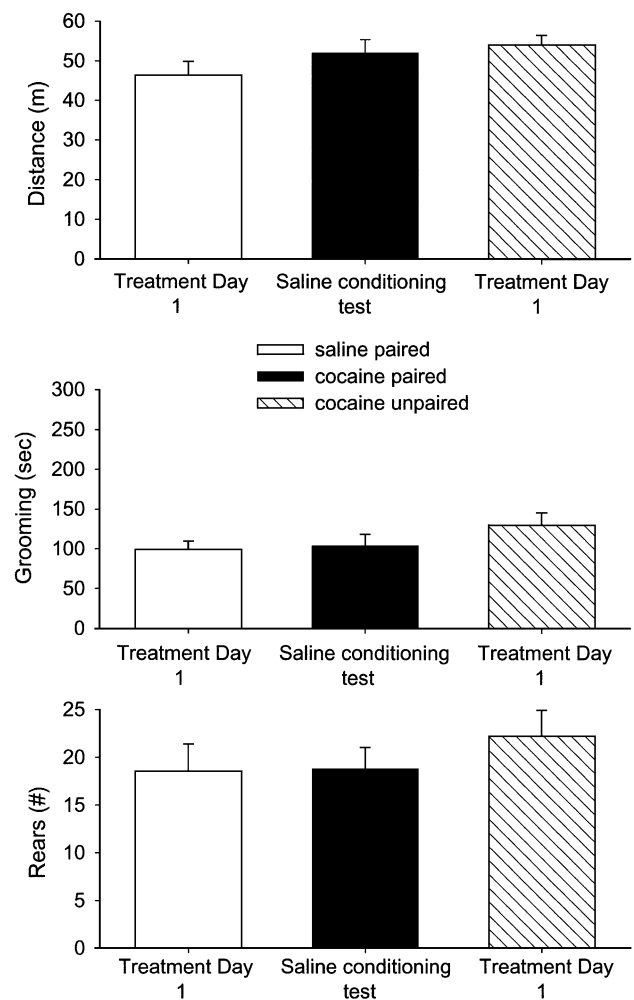 60
50
40
30
20
10
0
Distance (m)
Treatment Day
1
Saline conditioning
test
Treatment Day
1
saline paired
cocaine paired
cocaine unpaired
300
250
200
150
100
50
0
Grooming (sec)
Treatment Day
1
Saline conditioning
test
Treatment Day
1
25
20
15
10
5
0
Rears (#)
Treatment Day
1
Saline conditioning
test
Treatment Day
1